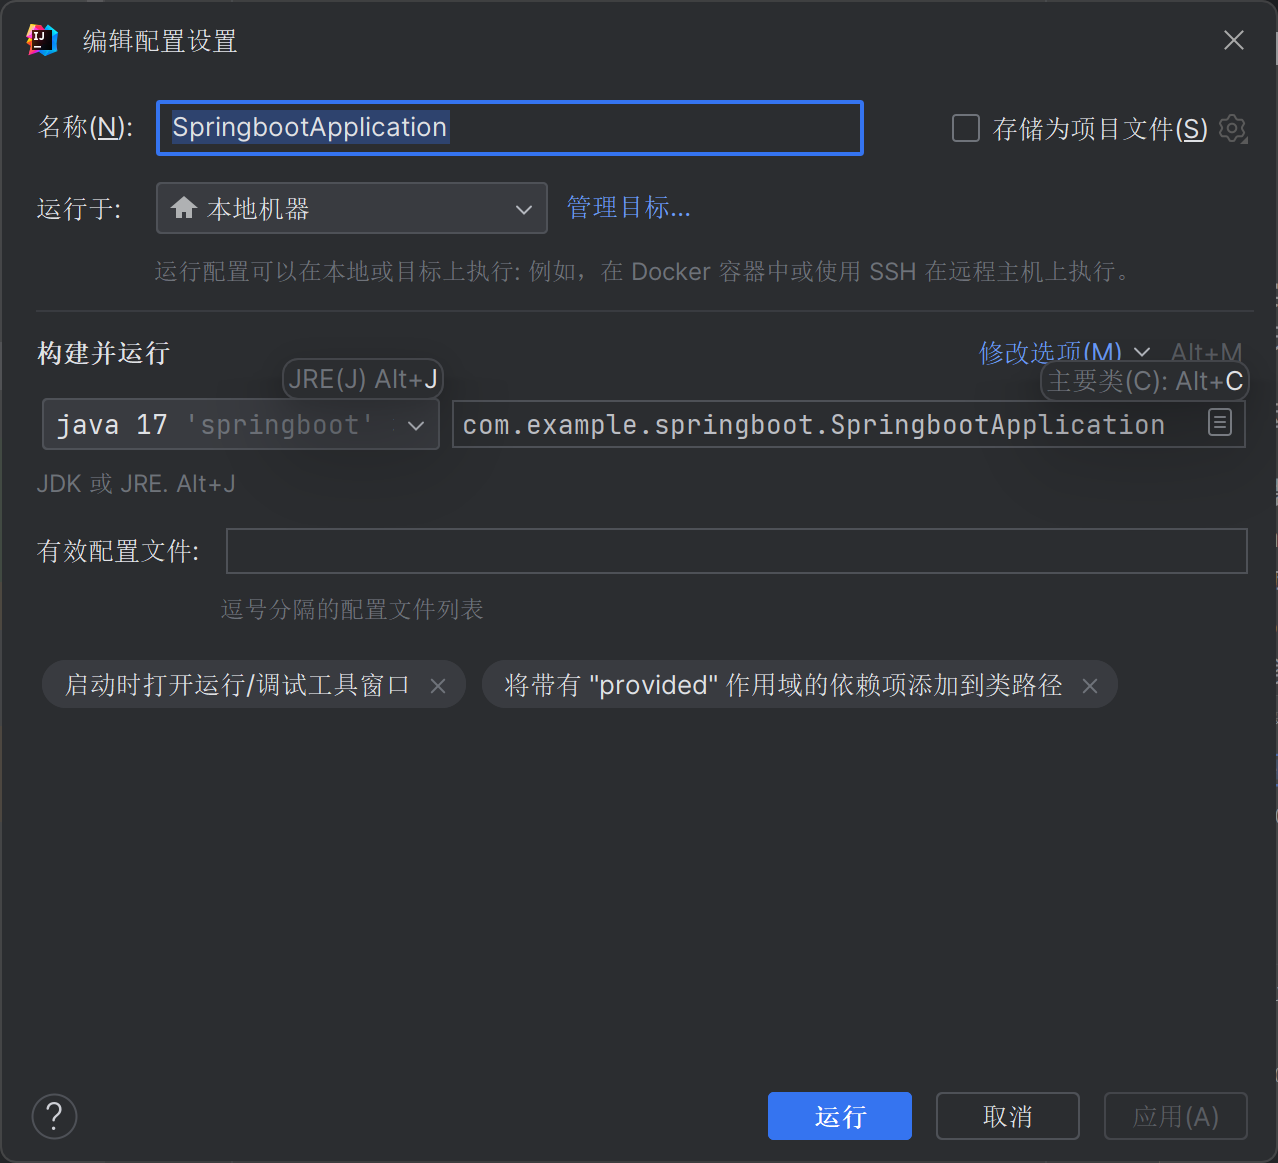 编辑配置设置
名称(N):
SpringbootApplication
存储为项目文件(S)
运行于:
本地机器
管理目标...
运行配置可以在本地或目标上执行: 例如，在 Docker 容器中或使用 SSH 在远程主机上执行。
构建并运行
修改选项(M)
Alt+M
JRE(J) Alt+J
主要类(C): Alt+C
java 17 'springboot'
com.example.springboot.SpringbootApplication
JDK 或 JRE. Alt+J
有效配置文件:
逗号分隔的配置文件列表
启动时打开运行/调试工具窗口
将带有 "provided" 作用域的依赖项添加到类路径
?
运行
取消
应用(A)